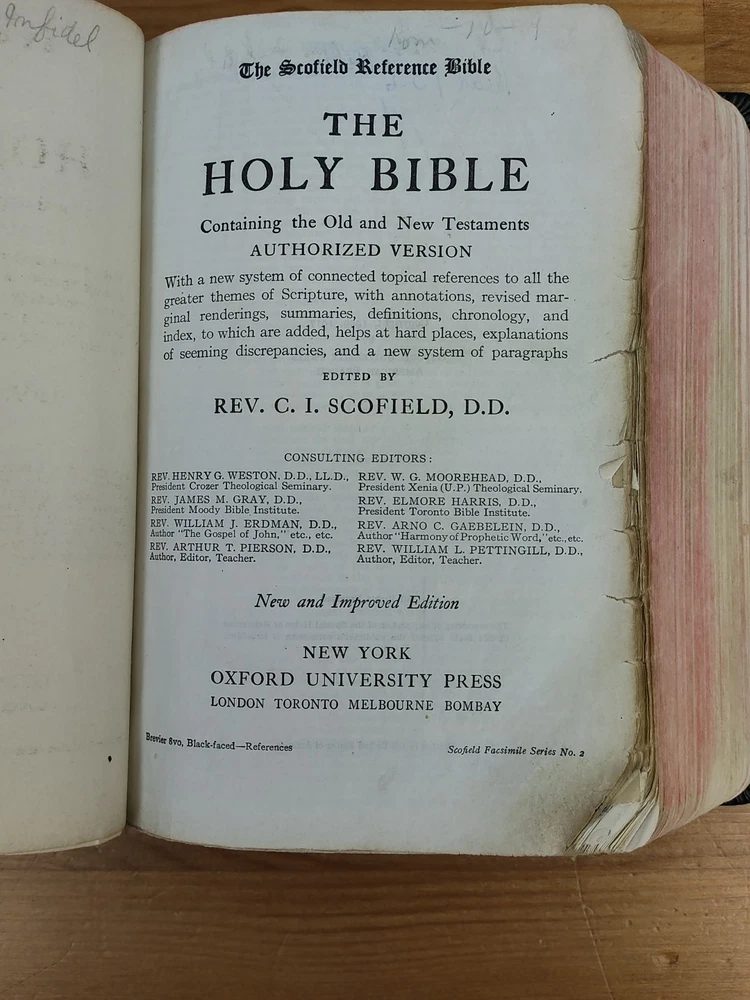 Infidel
Rom - 10 - 9
The Scofield Reference Bible
THE
HOLY BIBLE
Containing the Old and New Testaments
AUTHORIZED VERSION
With a new system of connected topical references to all the
greater themes of Scripture, with annotations, revised mar-
ginal renderings, summaries, definitions, chronology, and
index, to which are added, helps at hard places, explanations
of seeming discrepancies, and a new system of paragraphs
EDITED BY
REV. C. I. SCOFIELD, D.D.
CONSULTING EDITORS:
REV. HENRY G. WESTON, D.D., LL.D.,
President Crozer Theological Seminary.
REV. JAMES M. GRAY, D.D.,
President Moody Bible Institute.
REV. WILLIAM J. ERDMAN, D.D.,
Author "The Gospel of John," etc., etc.
REV. ARTHUR T. PIERSON, D.D.,
Author, Editor, Teacher.
REV. W. G. MOOREHEAD, D.D.,
President Xenia (U.P.) Theological Seminary.
REV. ELMORE HARRIS, D.D.,
President Toronto Bible Institute.
REV. ARNO C. GAEBELEIN, D.D.,
Author "Harmony of Prophetic Word," etc., etc.
REV. WILLIAM L. PETTINGILL, D.D.,
Author, Editor, Teacher.
New and Improved Edition
NEW YORK
OXFORD UNIVERSITY PRESS
LONDON TORONTO MELBOURNE BOMBAY
Brevier 8vo, Black-faced—References
Scofield Facsimile Series No. 2